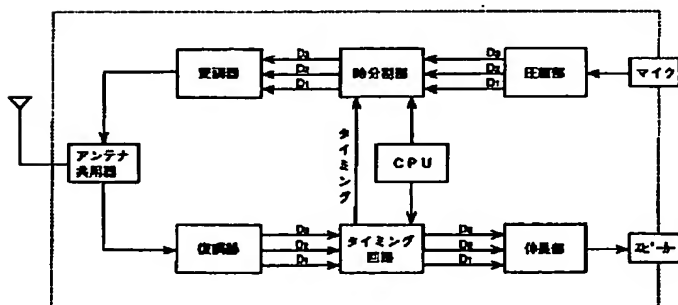 D3
D2
D1
D3
D2
D1
変調器
時分割部
圧縮部
マイク
アンテナ
共用器
タイミング
CPU
D3
D2
D1
D3
D2
D1
復調器
タイミング
回路
伸長部
スピーカー